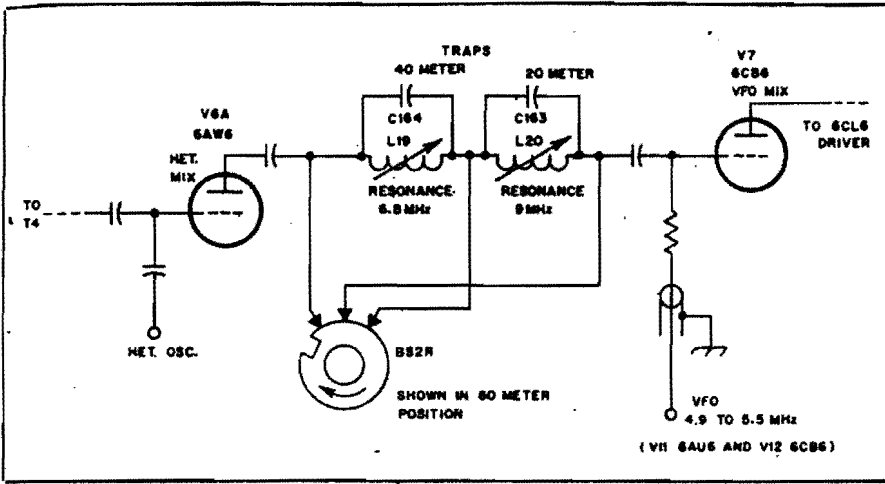 TRAPS
40 METER
20 METER
V7
6CB6
VFO MIX
C164
C163
V6A
6AW6
HET.
MIX
L19
L20
TO 6CL6
DRIVER
RESONANCE
6.8 MHz
RESONANCE
9 MHz
TO
T4
HET. OSC.
BS2R
SHOWN IN 80 METER
POSITION
VFO
4.9 TO 5.5 MHz
(V11 6AU6 AND V12 6CB6)